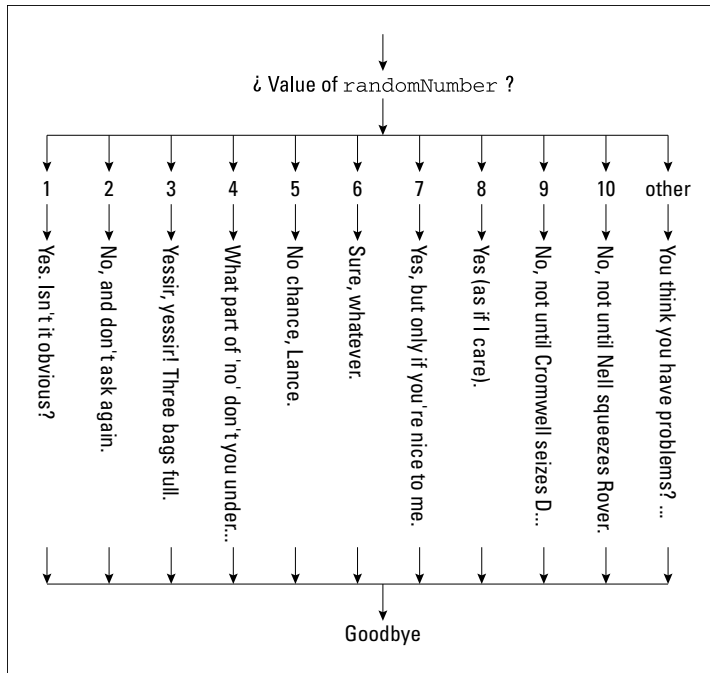 ¿ Value of randomNumber ?
1 2 3 4 5 6 7 8 9 10 other
Yes. Isn't it obvious?
No, and don't ask again.
Yessir, yessir! Three bags full.
What part of 'no' don't you under...
No chance, Lance.
Sure, whatever.
Yes, but only if you're nice to me.
Yes (as if I care).
No, not until Cromwell seizes D...
No, not until Nell squeezes Rover.
You think you have problems? ...
Goodbye